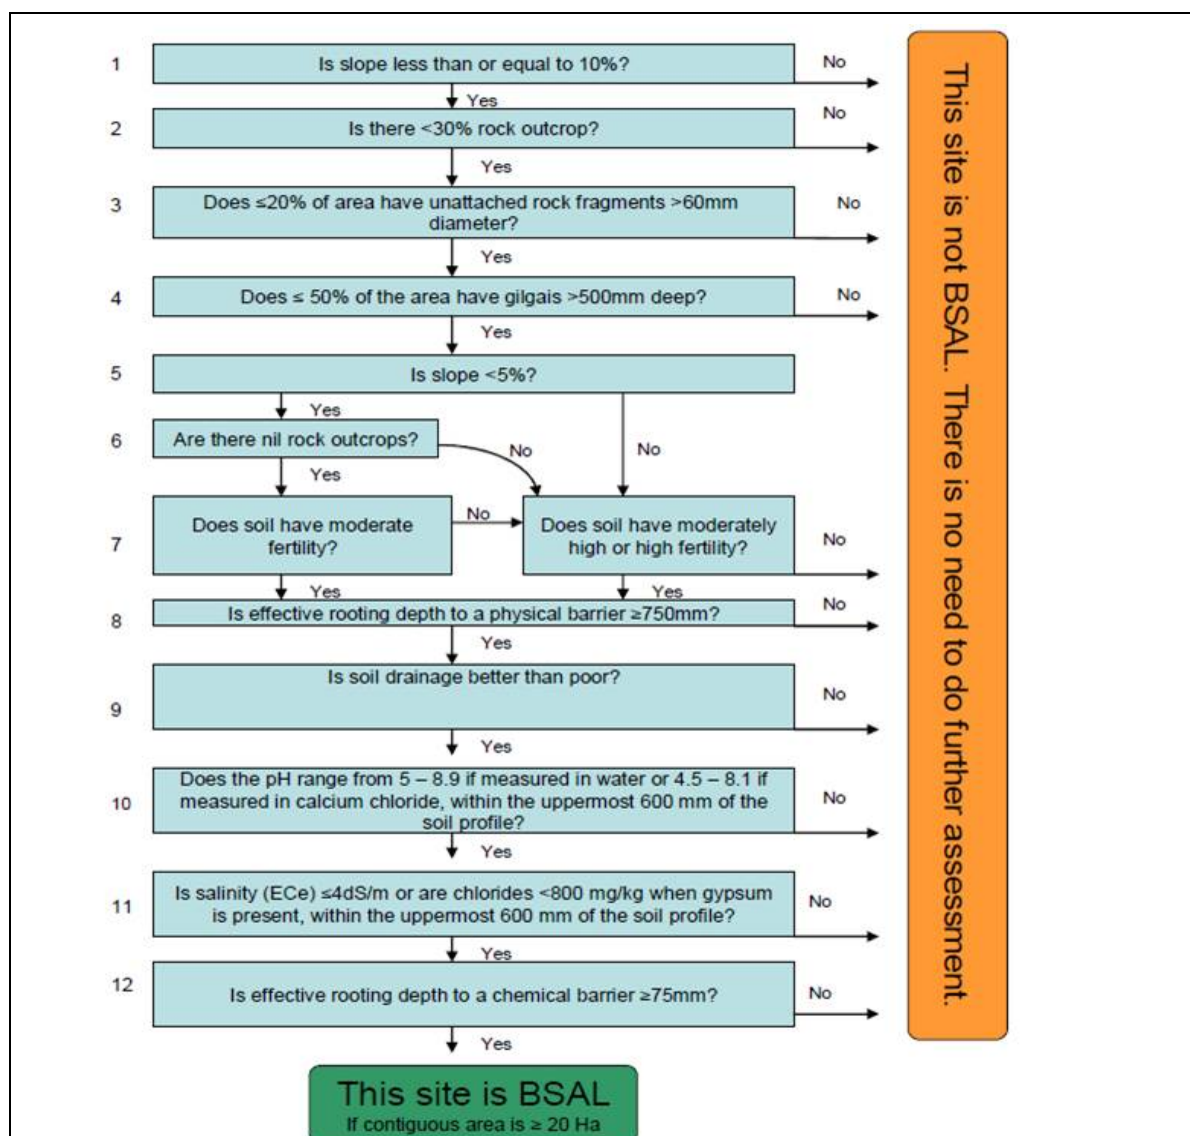 1
Is slope less than or equal to 10%?
No
Yes
2
Is there <30% rock outcrop?
No
Yes
3
Does ≤20% of area have unattached rock fragments >60mm
diameter?
No
Yes
4
Does ≤ 50% of the area have gilgais >500mm deep?
No
Yes
5
Is slope <5%?
Yes
No
6
Are there nil rock outcrops?
No
Yes
7
Does soil have moderate
fertility?
No
Does soil have moderately
high or high fertility?
No
Yes
Yes
8
Is effective rooting depth to a physical barrier ≥750mm?
No
Yes
9
Is soil drainage better than poor?
No
Yes
10
Does the pH range from 5 – 8.9 if measured in water or 4.5 – 8.1 if
measured in calcium chloride, within the uppermost 600 mm of the
soil profile?
No
Yes
11
Is salinity (ECe) ≤4dS/m or are chlorides <800 mg/kg when gypsum
is present, within the uppermost 600 mm of the soil profile?
No
Yes
12
Is effective rooting depth to a chemical barrier ≥75mm?
No
Yes
This site is BSAL
If contiguous area is ≥ 20 Ha
This site is not BSAL. There is no need to do further assessment.